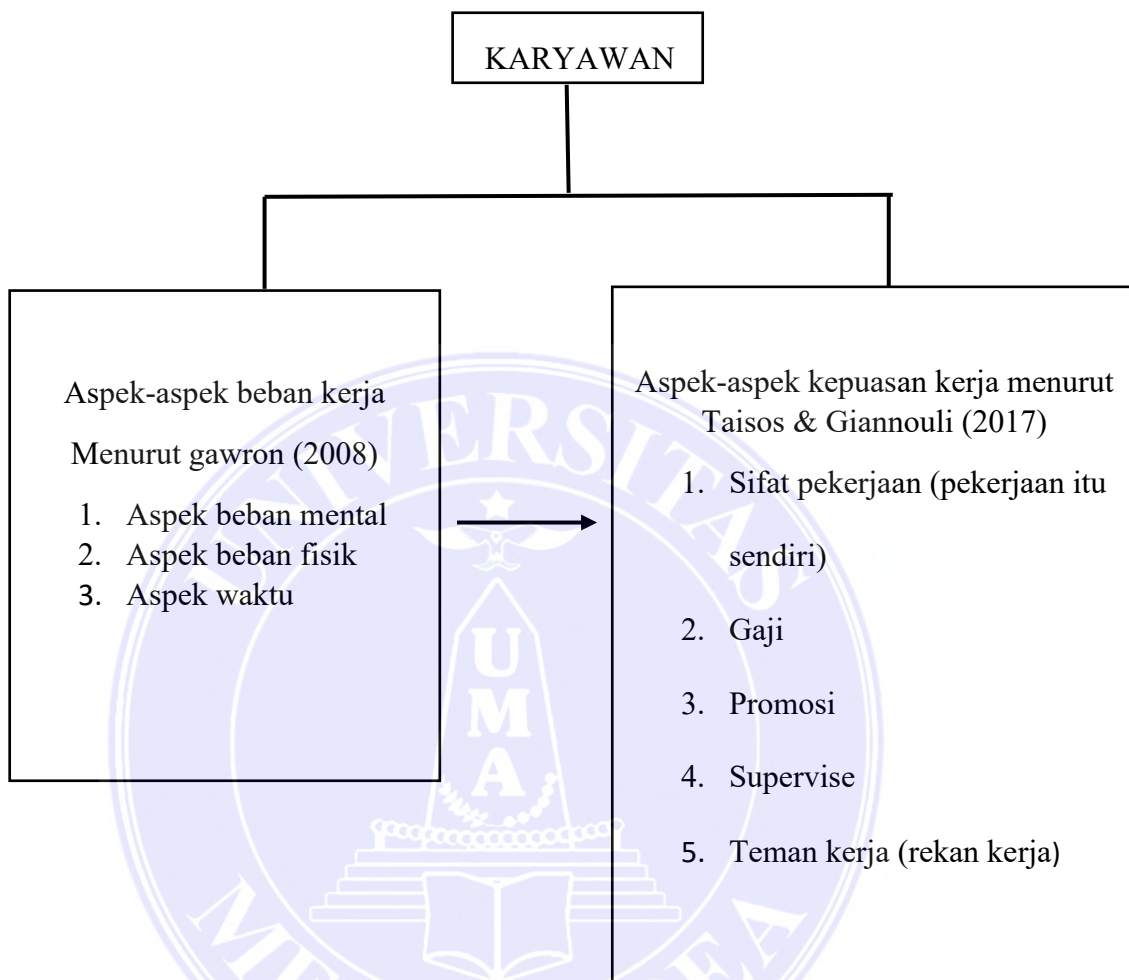 KARYAWAN
Aspek-aspek beban kerja
Menurut gawron (2008)
1. Aspek beban mental
2. Aspek beban fisik
3. Aspek waktu
Aspek-aspek kepuasan kerja menurut
Taisos & Giannouli (2017)
1. Sifat pekerjaan (pekerjaan itu
sendiri)
2. Gaji
3. Promosi
4. Supervise
5. Teman kerja (rekan kerja)
UNIVERSITAS
UMA